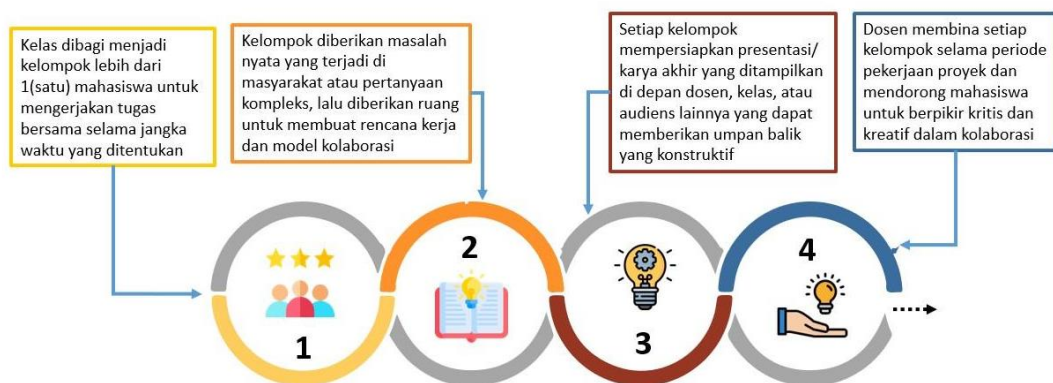 Kelas dibagi menjadi
kelompok lebih dari
1(satu) mahasiswa untuk
mengerjakan tugas
bersama selama jangka
waktu yang ditentukan
Kelompok diberikan masalah
nyata yang terjadi di
masyarakat atau pertanyaan
kompleks, lalu diberikan ruang
untuk membuat rencana kerja
dan model kolaborasi
Setiap kelompok
mempersiapkan presentasi/
karya akhir yang ditampilkan
di depan dosen, kelas, atau
audiens lainnya yang dapat
memberikan umpan balik
yang konstruktif
Dosen membina setiap
kelompok selama periode
pekerjaan proyek dan
mendorong mahasiswa
untuk berpikir kritis dan
kreatif dalam kolaborasi
1
2
3
4